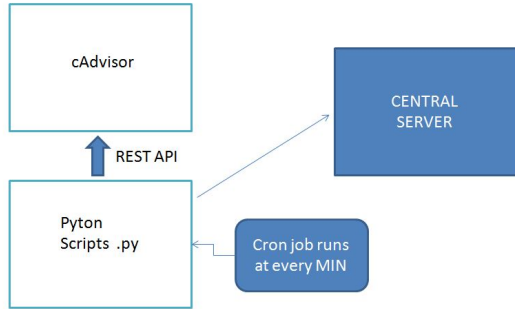 cAdvisor
CENTRAL
SERVER
REST API
Pyton
Scripts .py
Cron job runs
at every MIN